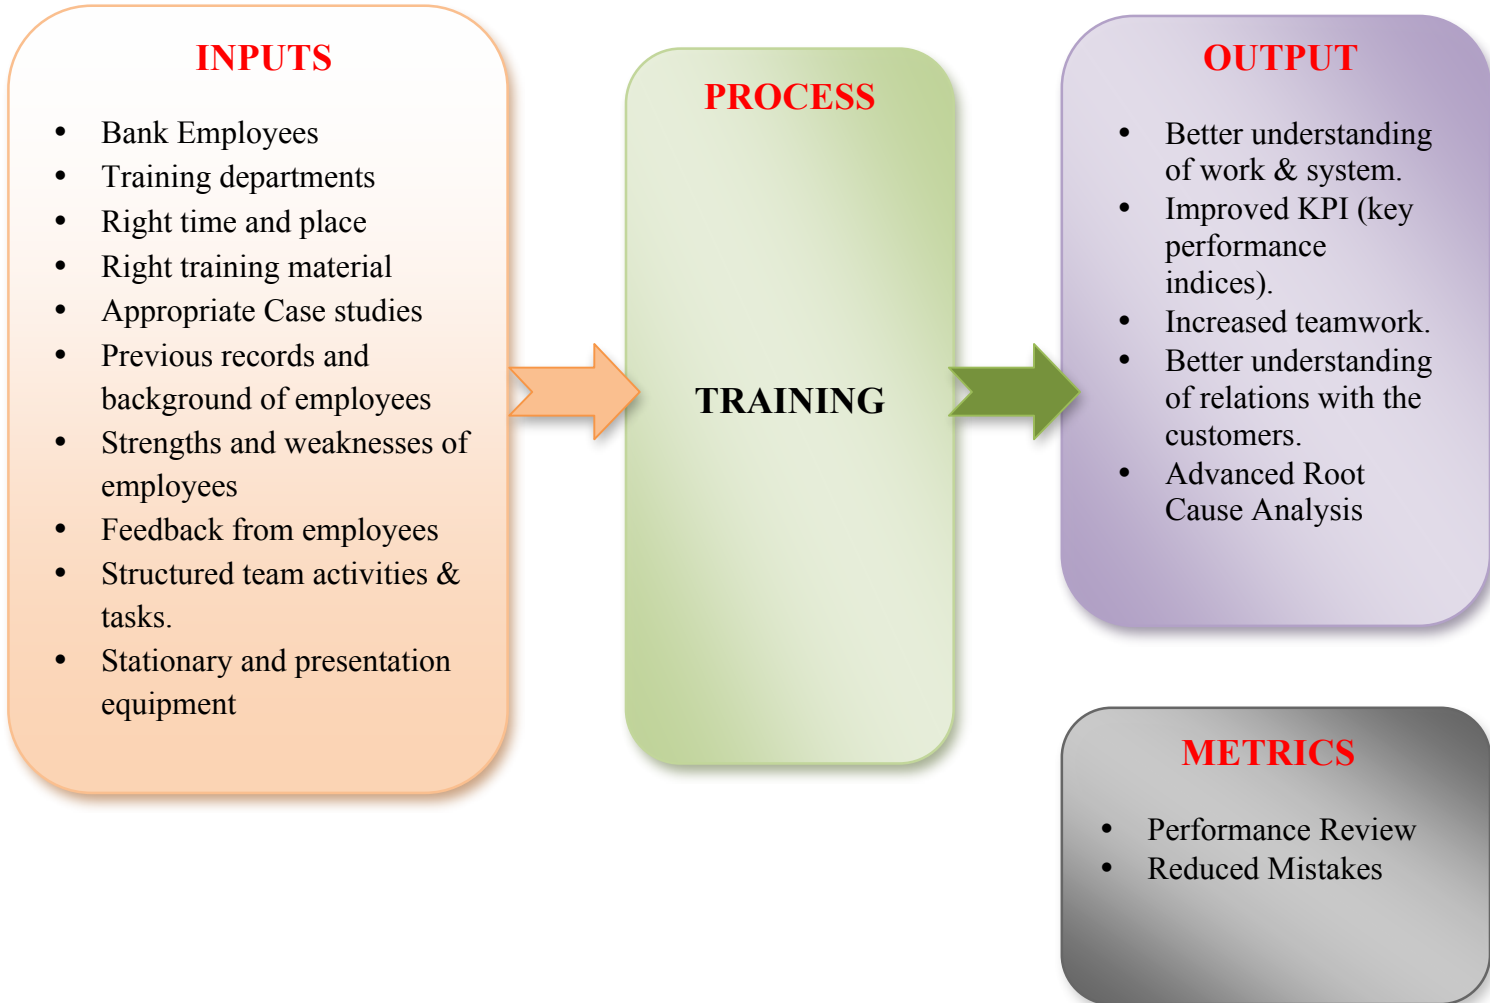 INPUTS
• Bank Employees
• Training departments
• Right time and place
• Right training material
• Appropriate Case studies
• Previous records and
background of employees
• Strengths and weaknesses of
employees
• Feedback from employees
• Structured team activities &
tasks.
• Stationary and presentation
equipment
PROCESS
TRAINING
OUTPUT
• Better understanding
of work & system.
• Improved KPI (key
performance
indices).
• Increased teamwork.
• Better understanding
of relations with the
customers.
• Advanced Root
Cause Analysis
METRICS
• Performance Review
• Reduced Mistakes